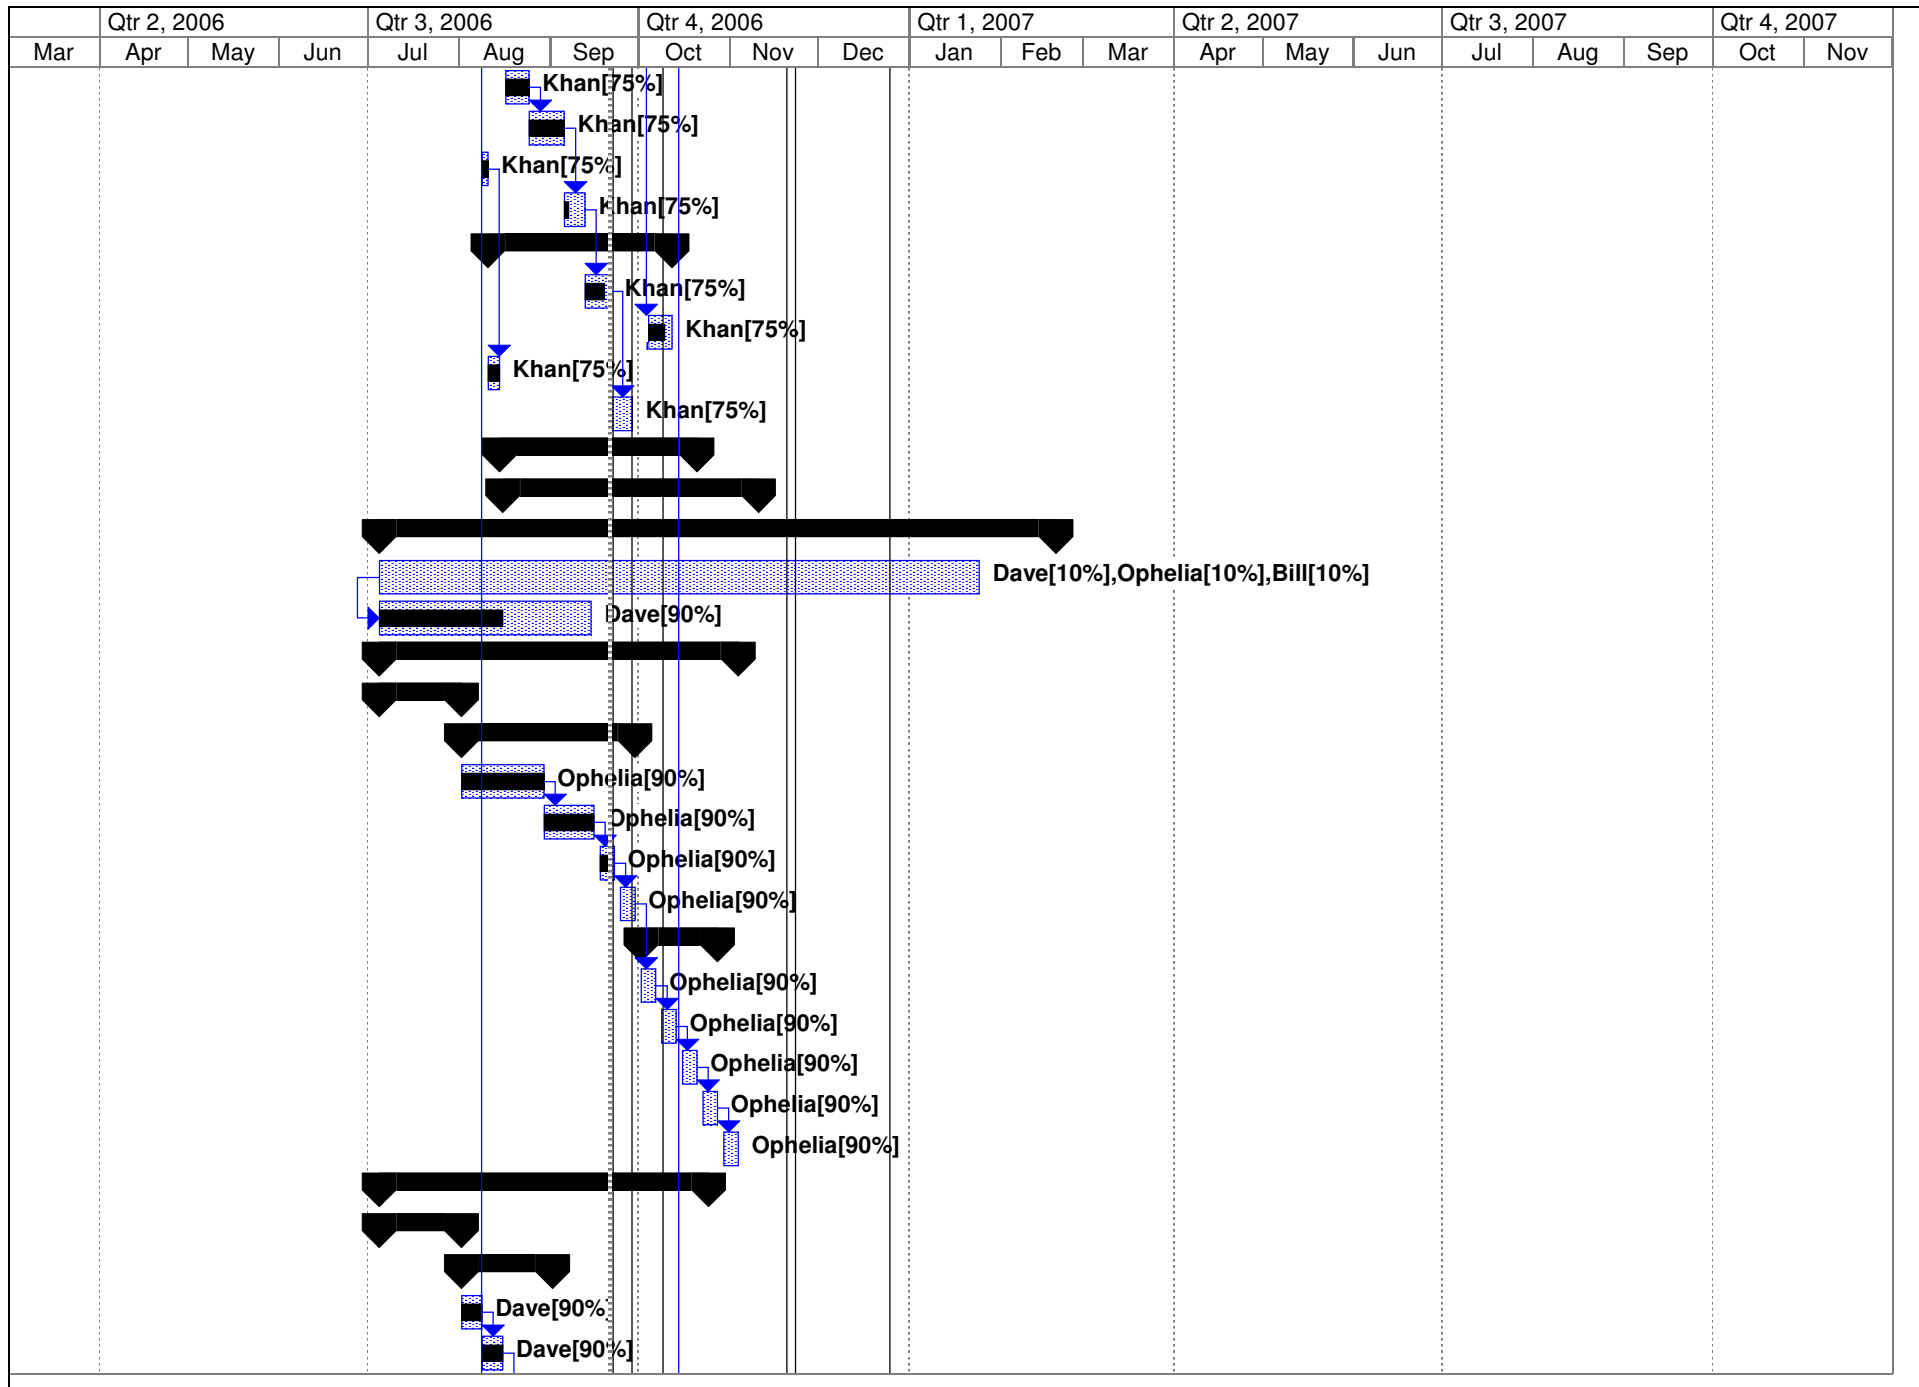 Qtr 2, 2006 Qtr 3, 2006 Qtr 4, 2006 Qtr 1, 2007 Qtr 2, 2007 Qtr 3, 2007 Qtr 4, 2007
Mar Apr May Jun Jul Aug Sep Oct Nov Dec Jan Feb Mar Apr May Jun Jul Aug Sep Oct Nov
Khan[75%]
Khan[75%]
Khan[75%]
Khan[75%]
Khan[75%]
Khan[75%]
Khan[75%]
Khan[75%]
Dave[10%],Ophelia[10%],Bill[10%]
Dave[90%]
Ophelia[90%]
Ophelia[90%]
Ophelia[90%]
Ophelia[90%]
Ophelia[90%]
Ophelia[90%]
Ophelia[90%]
Ophelia[90%]
Ophelia[90%]
Dave[90%]
Dave[90%]